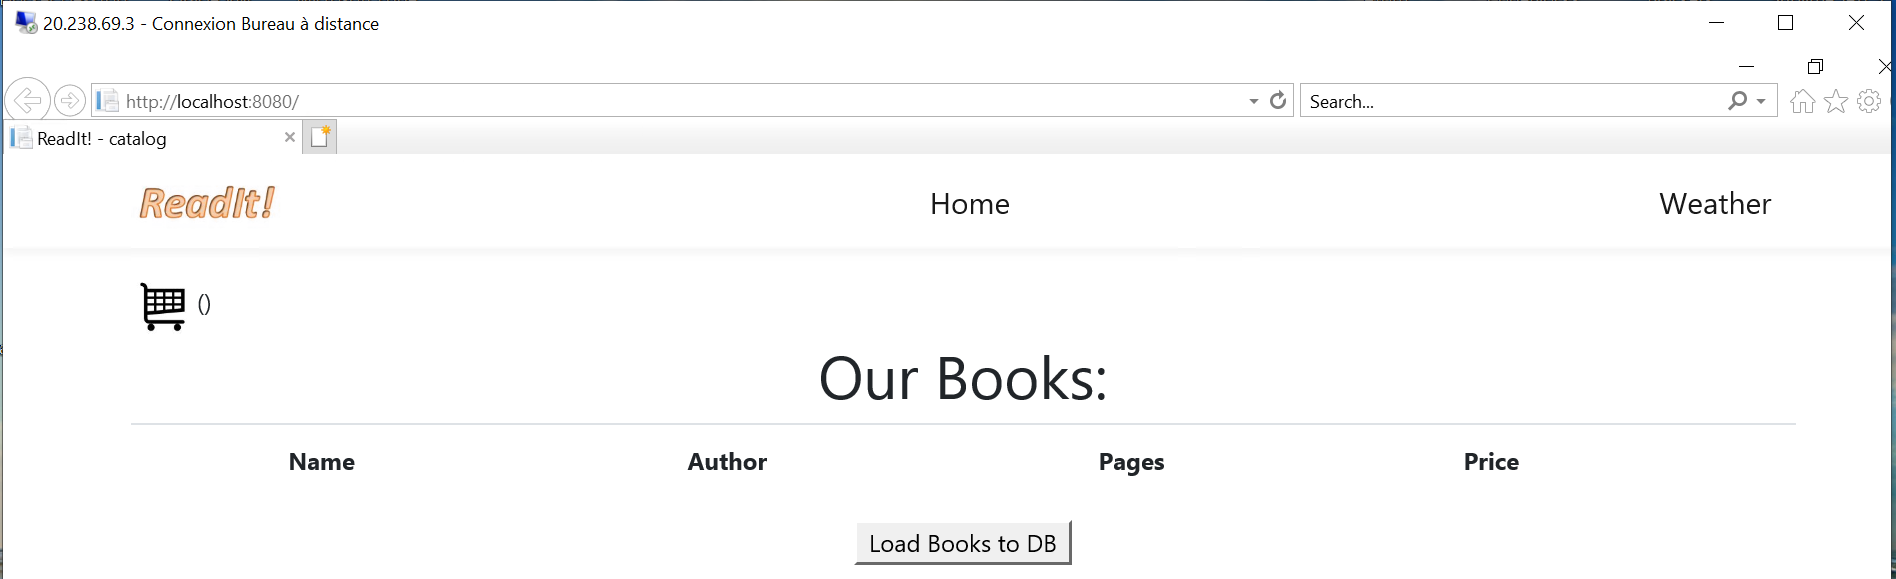 20.238.69.3 - Connexion Bureau à distance
http://localhost:8080/
Search...
ReadIt! - catalog
ReadIt!
Home
Weather
()
Our Books:
Name Author Pages Price
Load Books to DB